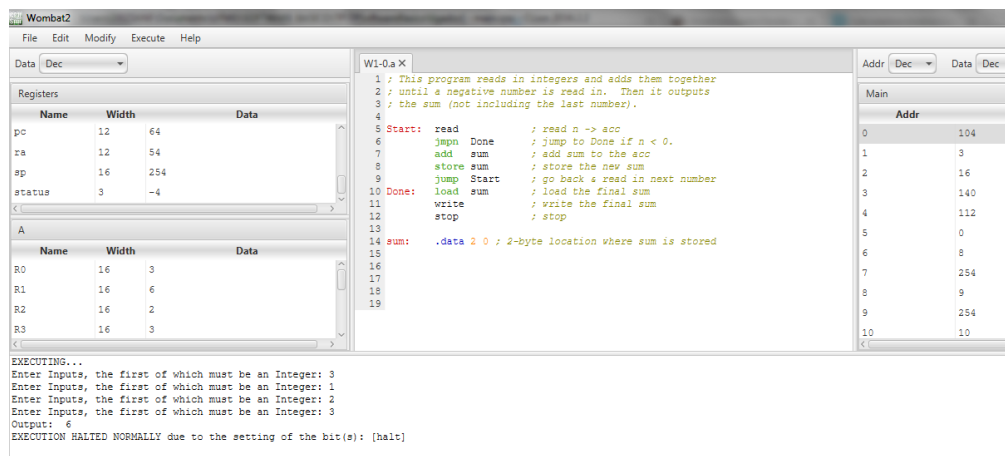 Wombat2
File Edit Modify Execute Help
Data Dec
Registers
Name Width Data
pc 12 64
ra 12 54
sp 16 254
status 3 -4
A
Name Width Data
R0 16 3
R1 16 6
R2 16 2
R3 16 3
W1-0.a ×
1 ; This program reads in integers and adds them together
2 ; until a negative number is read in. Then it outputs
3 ; the sum (not including the last number).
4
5 Start: read ; read n -> acc
6 jmpn Done ; jump to Done if n < 0.
7 add sum ; add sum to the acc
8 store sum ; store the new sum
9 jump Start ; go back & read in next number
10 Done: load sum ; load the final sum
11 write ; write the final sum
12 stop ; stop
13
14 sum: .data 2 0 ; 2-byte location where sum is stored
15
16
17
18
19
Addr Dec Data Dec
Main
Addr
0 104
1 3
2 16
3 140
4 112
5 0
6 8
7 254
8 9
9 254
10 10
EXECUTING...
Enter Inputs, the first of which must be an Integer: 3
Enter Inputs, the first of which must be an Integer: 1
Enter Inputs, the first of which must be an Integer: 2
Enter Inputs, the first of which must be an Integer: 3
Output: 6
EXECUTION HALTED NORMALLY due to the setting of the bit(s): [halt]